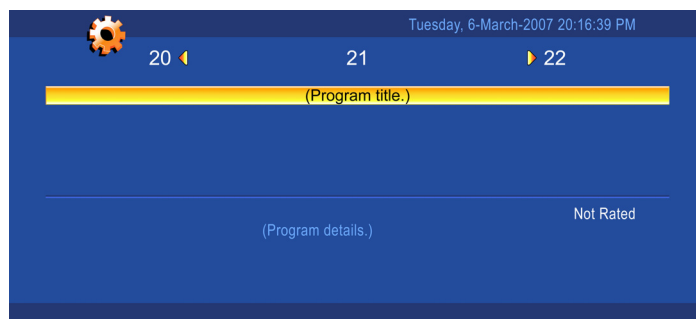 Tuesday, 6-March-2007 20:16:39 PM
20 21 22
(Program title.)
Not Rated
(Program details.)